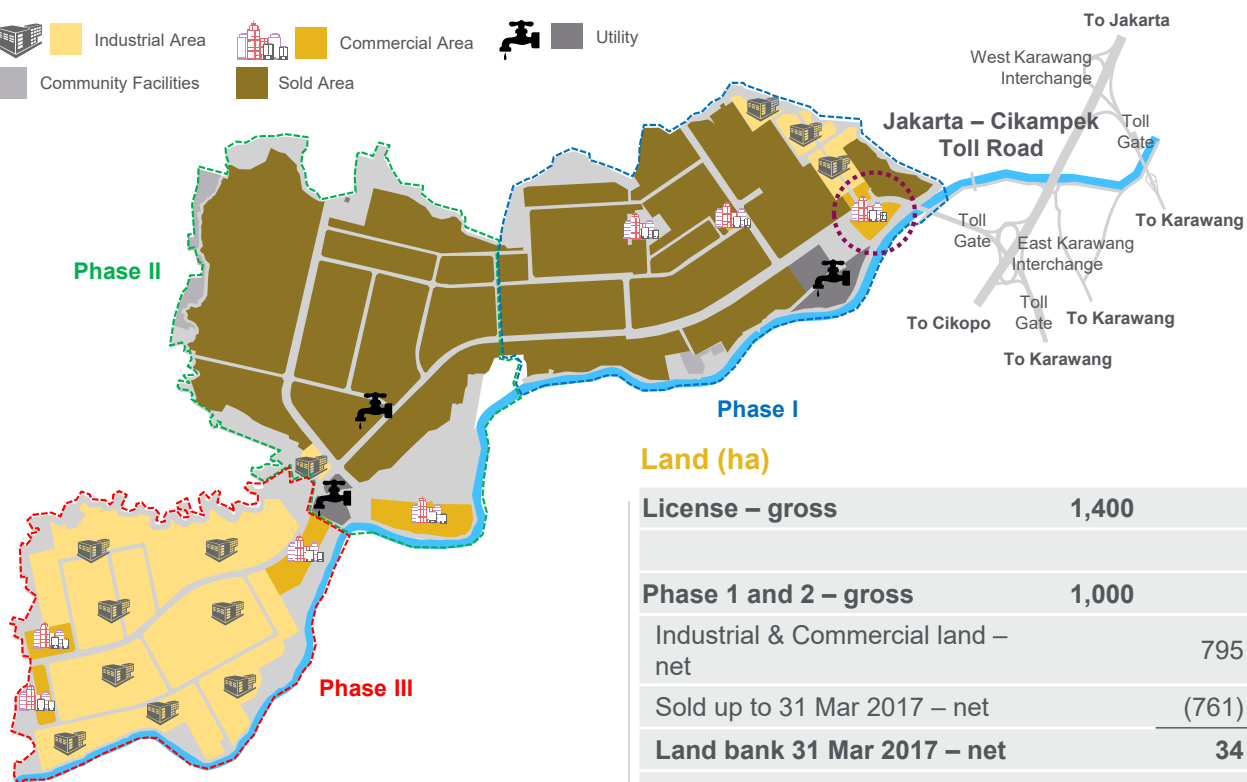 Industrial Area
Commercial Area
Utility
Community Facilities
Sold Area
To Jakarta
West Karawang
Interchange
Jakarta – Cikampek
Toll Road
Toll
Gate
To Karawang
Toll
Gate
East Karawang
Interchange
Toll
Gate
To Cikopo
To Karawang
To Karawang
Phase II
Phase I
Phase III
Land (ha)
License – gross 1,400
Phase 1 and 2 – gross 1,000
Industrial & Commercial land –
net 795
Sold up to 31 Mar 2017 – net (761)
Land bank 31 Mar 2017 – net 34